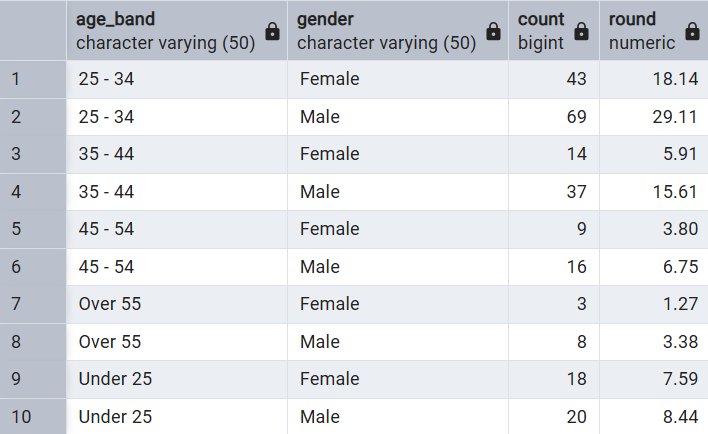 age_band gender count round
character varying (50) character varying (50) bigint numeric
1 25 - 34 Female 43 18.14
2 25 - 34 Male 69 29.11
3 35 - 44 Female 14 5.91
4 35 - 44 Male 37 15.61
5 45 - 54 Female 9 3.80
6 45 - 54 Male 16 6.75
7 Over 55 Female 3 1.27
8 Over 55 Male 8 3.38
9 Under 25 Female 18 7.59
10 Under 25 Male 20 8.44